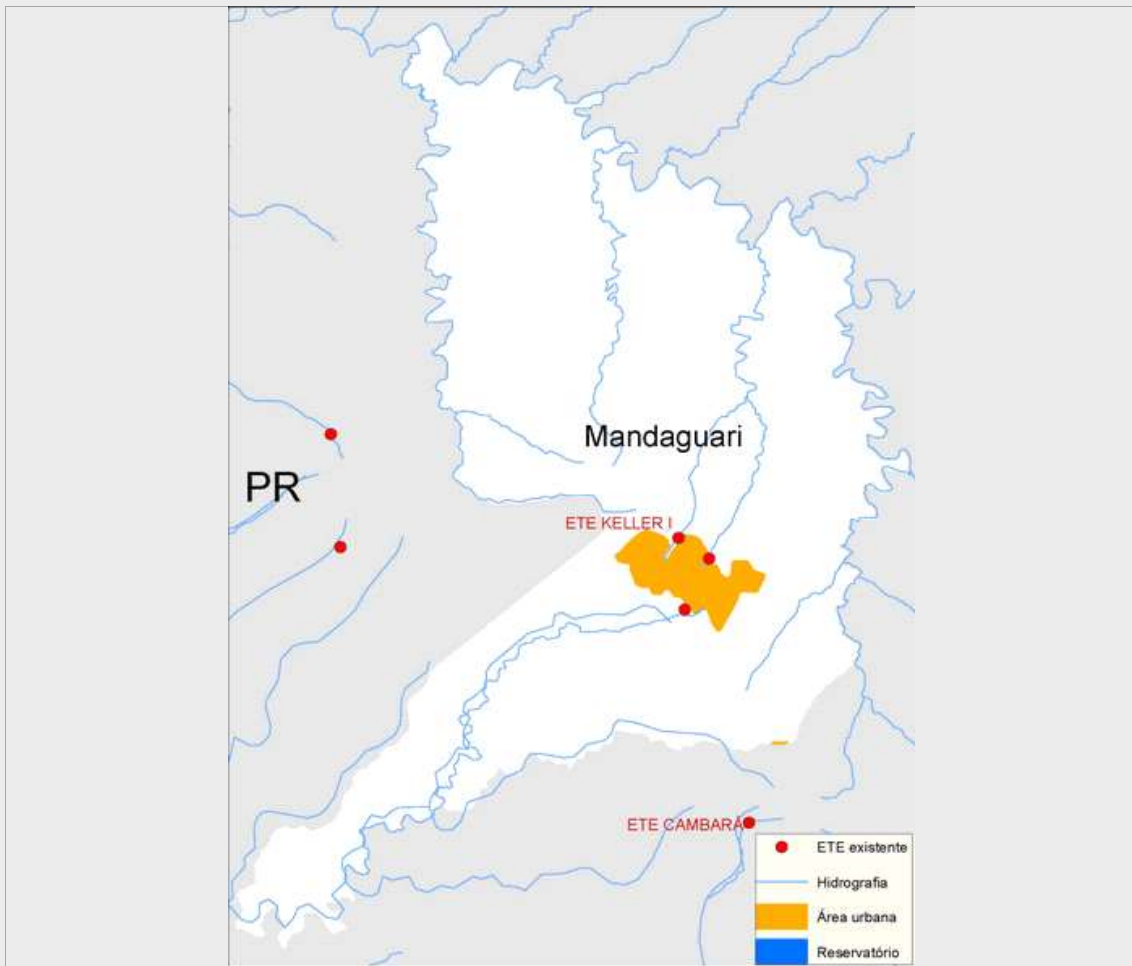 Mandaguari
PR
ETE KELLER I
ETE CAMBARÁ
ETE existente
Hidrografia
Área urbana
Reservatório